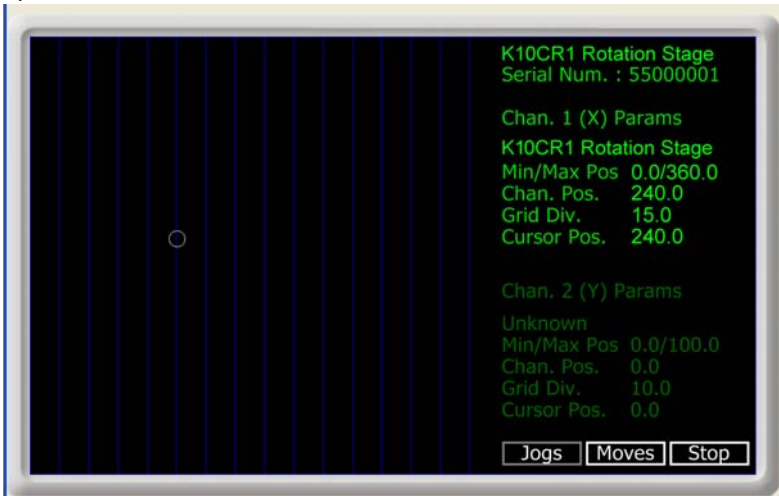 K10CR1 Rotation Stage
Serial Num. : 55000001
Chan. 1 (X) Params
K10CR1 Rotation Stage
Min/Max Pos 0.0/360.0
Chan. Pos. 240.0
Grid Div. 15.0
Cursor Pos. 240.0
Chan. 2 (Y) Params
Unknown
Min/Max Pos 0.0/100.0
Chan. Pos. 0.0
Grid Div. 10.0
Cursor Pos. 0.0
Jogs Moves Stop